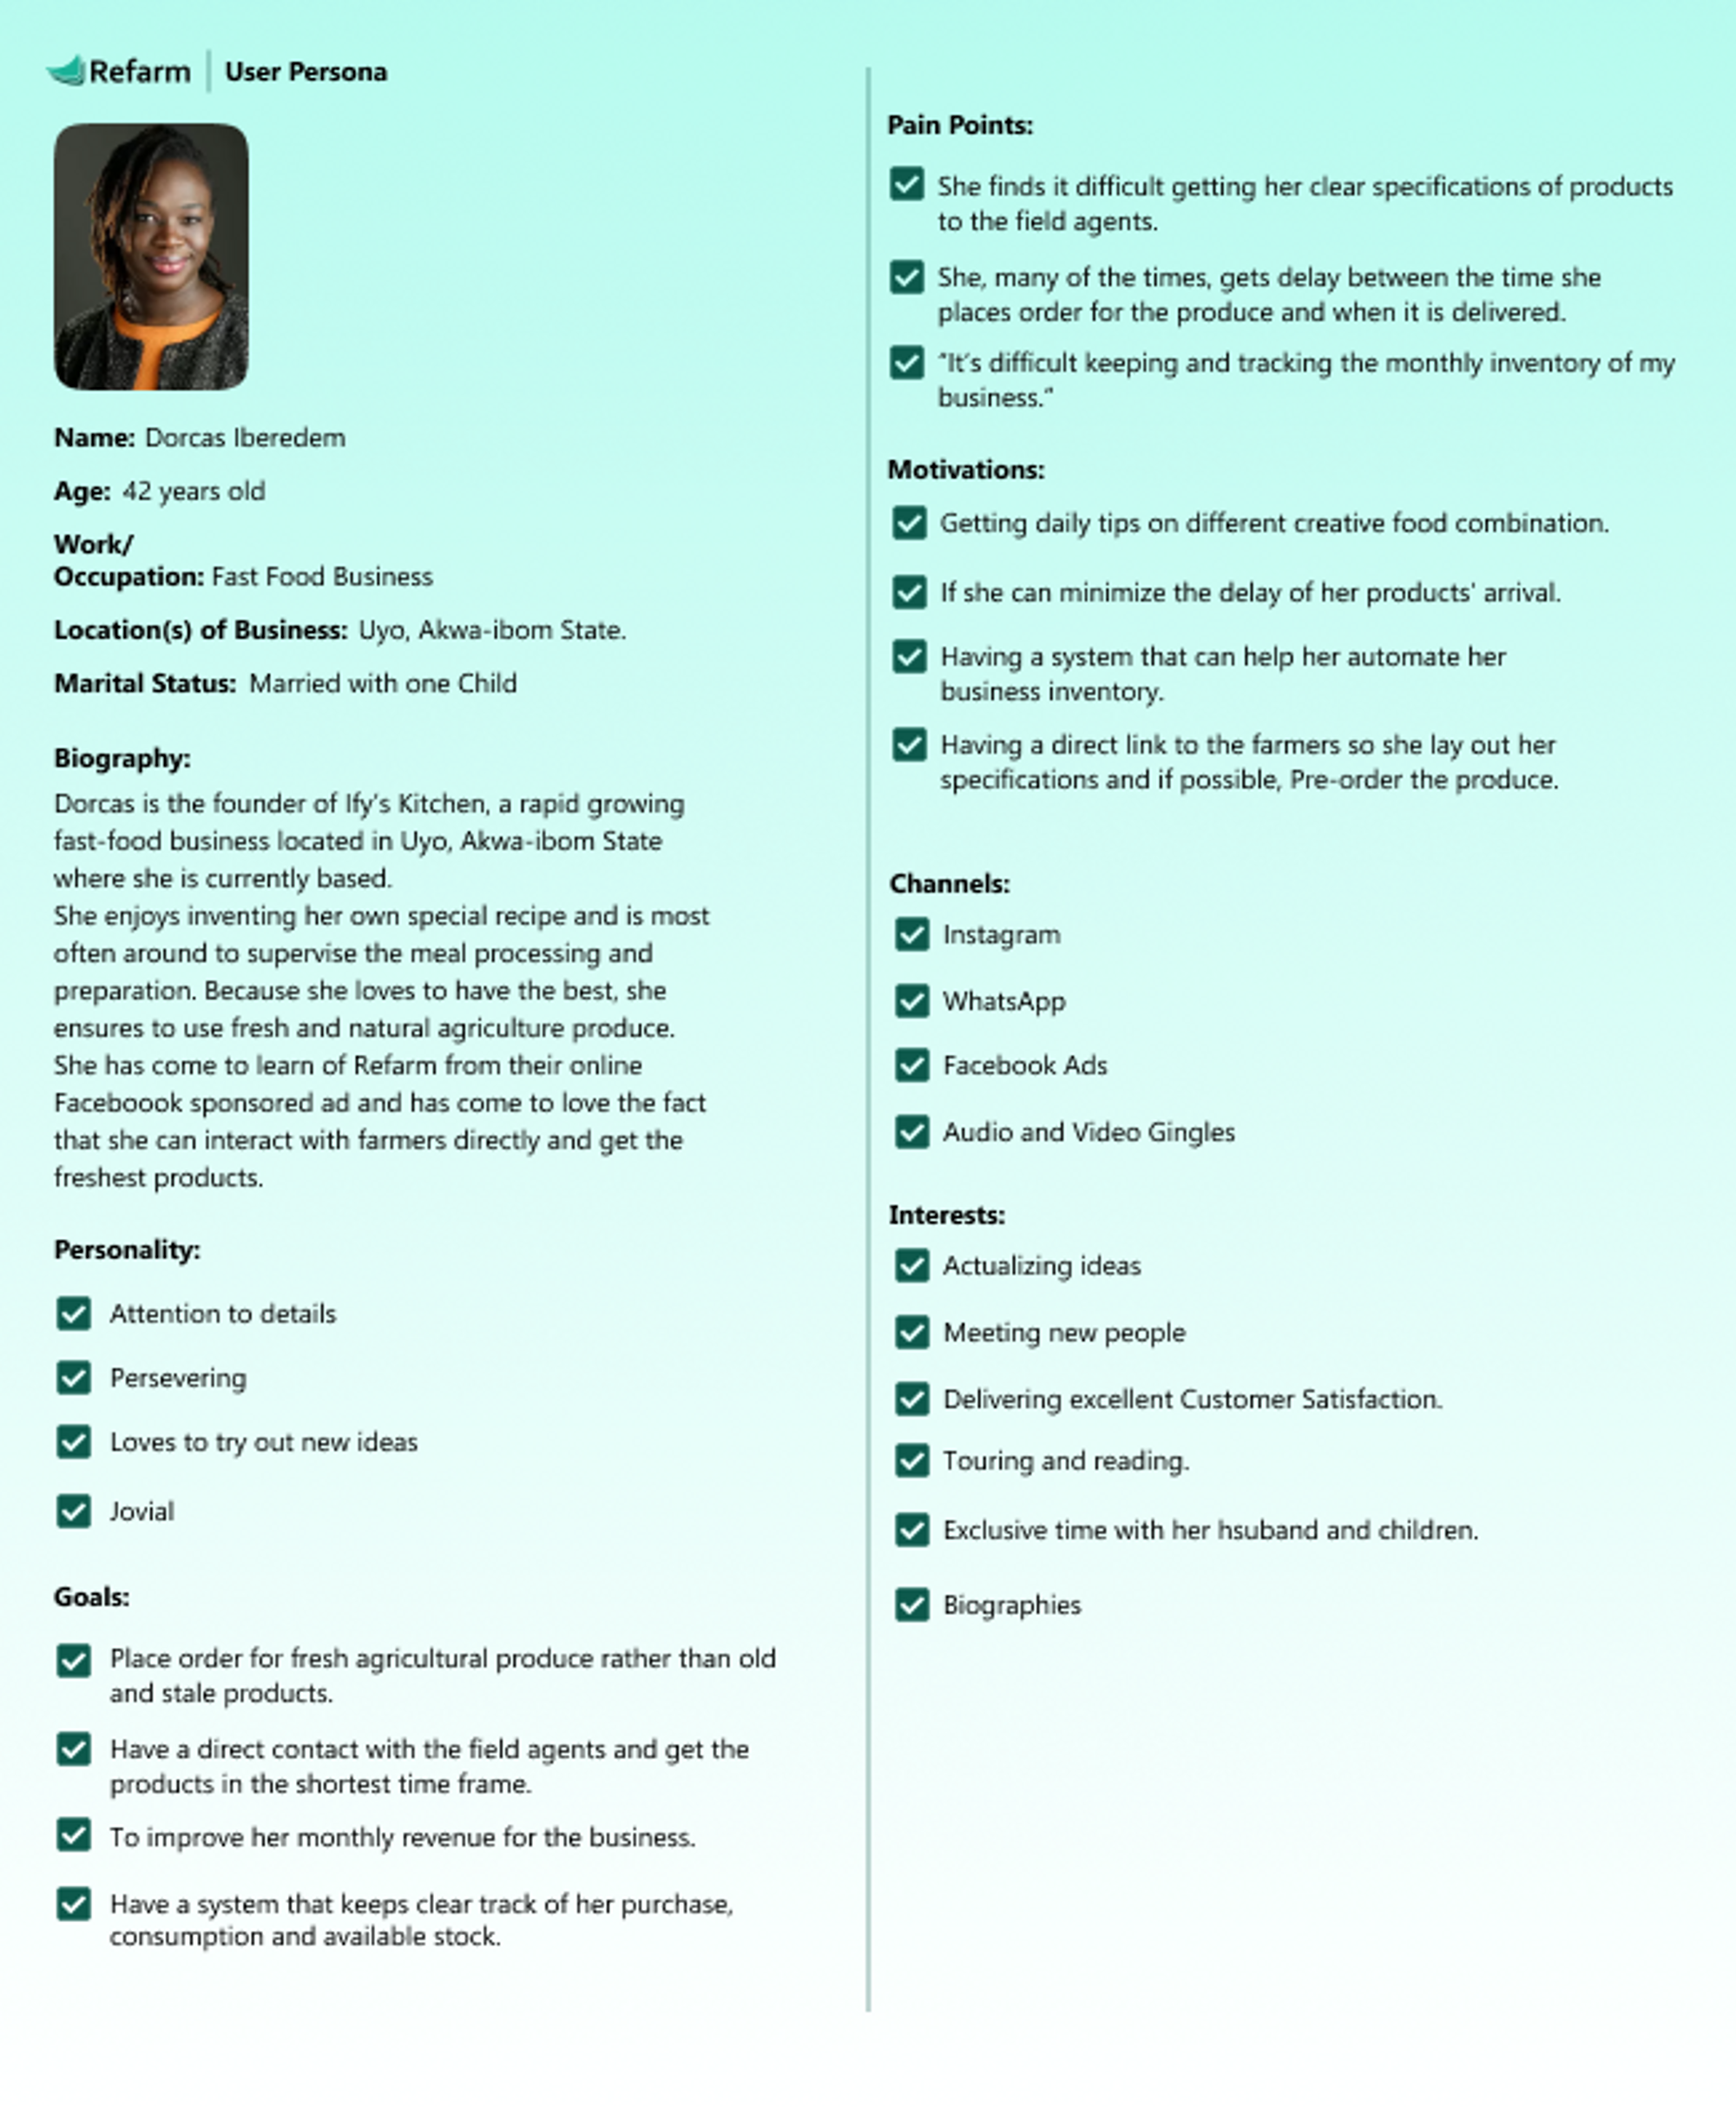 Refarm
User Persona
Name: Dorcas Iberedem
Age: 42 years old
Work/
Occupation: Fast Food Business
Location(s) of Business: Uyo, Akwa-ibom State.
Marital Status: Married with one Child
Biography:
Dorcas is the founder of Ify's Kitchen, a rapid growing
fast-food business located in Uyo, Akwa-ibom State
where she is currently based.
She enjoys inventing her own special recipe and is most
often around to supervise the meal processing and
preparation. Because she loves to have the best, she
ensures to use fresh and natural agriculture produce.
She has come to learn of Refarm from their online
Faceboook sponsored ad and has come to love the fact
that she can interact with farmers directly and get the
freshest products.
Personality:
Attention to details
Persevering
Loves to try out new ideas
Jovial
Goals:
Place order for fresh agricultural produce rather than old
and stale products.
Have a direct contact with the field agents and get the
products in the shortest time frame.
To improve her monthly revenue for the business.
Have a system that keeps clear track of her purchase,
consumption and available stock.
Pain Points:
She finds it difficult getting her clear specifications of products
to the field agents.
She, many of the times, gets delay between the time she
places order for the produce and when it is delivered.
"It's difficult keeping and tracking the monthly inventory of my
business."
Motivations:
Getting daily tips on different creative food combination.
If she can minimize the delay of her products' arrival.
Having a system that can help her automate her
business inventory.
Having a direct link to the farmers so she lay out her
specifications and if possible, Pre-order the produce.
Channels:
Instagram
WhatsApp
Facebook Ads
Audio and Video Gingles
Interests:
Actualizing ideas
Meeting new people
Delivering excellent Customer Satisfaction.
Touring and reading.
Exclusive time with her hsuband and children.
Biographies